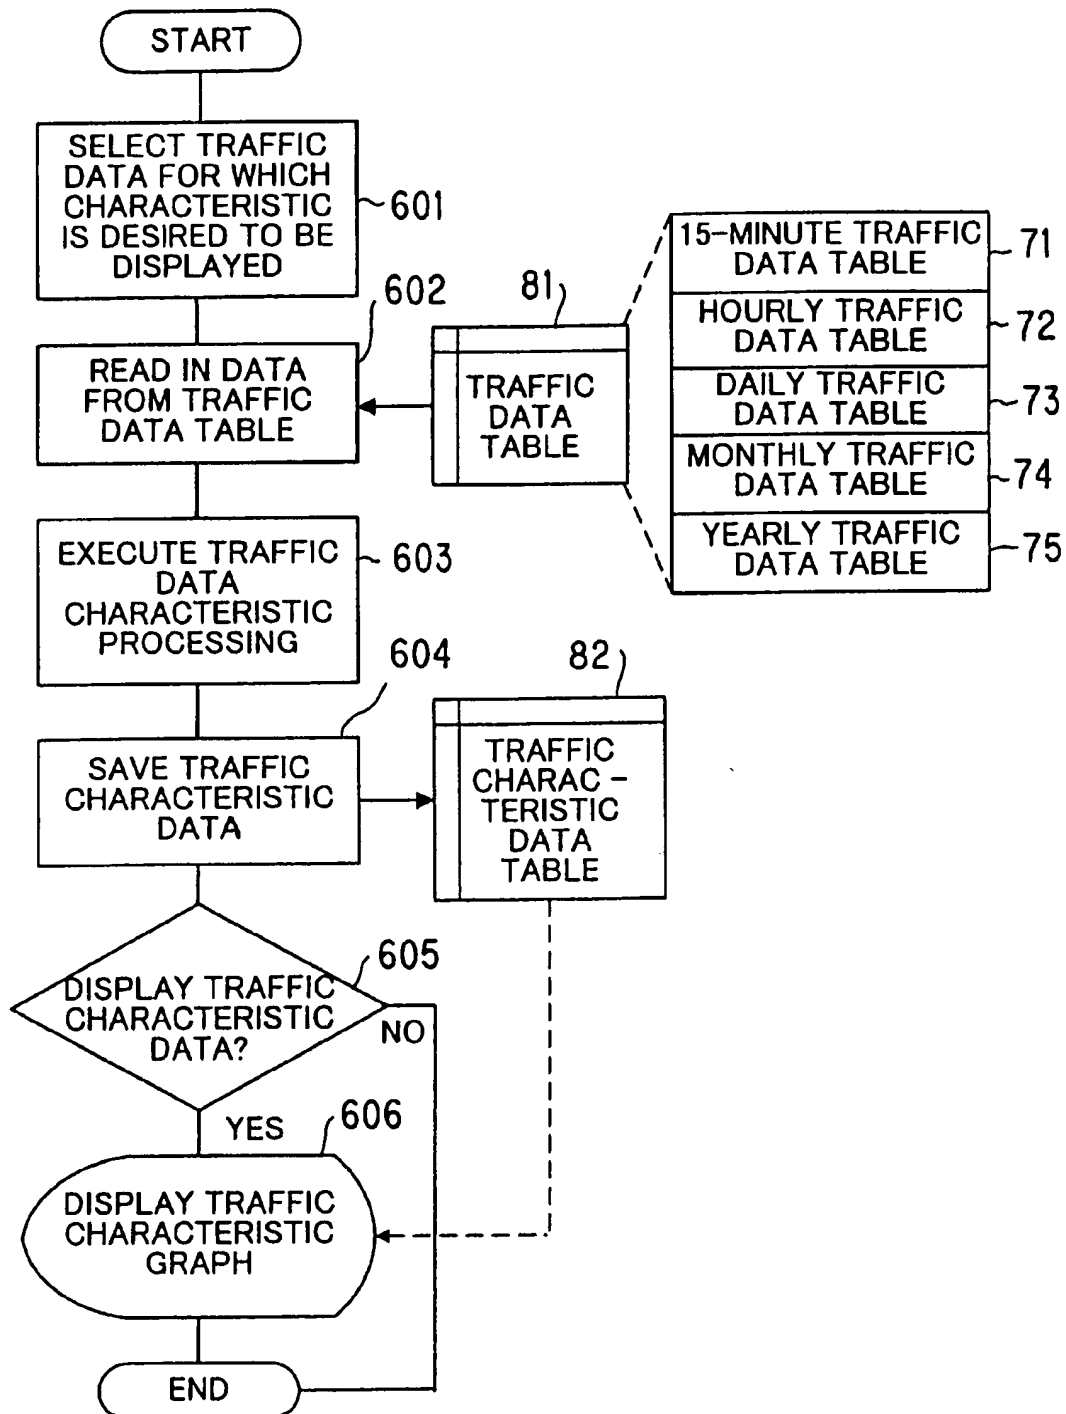 START
SELECT TRAFFIC
DATA FOR WHICH
CHARACTERISTIC
IS DESIRED TO BE
DISPLAYED
601
602
READ IN DATA
FROM TRAFFIC
DATA TABLE
81
TRAFFIC
DATA
TABLE
15-MINUTE TRAFFIC
DATA TABLE
71
HOURLY TRAFFIC
DATA TABLE
72
DAILY TRAFFIC
DATA TABLE
73
MONTHLY TRAFFIC
DATA TABLE
74
YEARLY TRAFFIC
DATA TABLE
75
EXECUTE TRAFFIC
DATA
CHARACTERISTIC
PROCESSING
603
604
SAVE TRAFFIC
CHARACTERISTIC
DATA
82
TRAFFIC
CHARAC -
TERISTIC
DATA
TABLE
605
DISPLAY TRAFFIC
CHARACTERISTIC
DATA?
NO
YES
606
DISPLAY TRAFFIC
CHARACTERISTIC
GRAPH
END